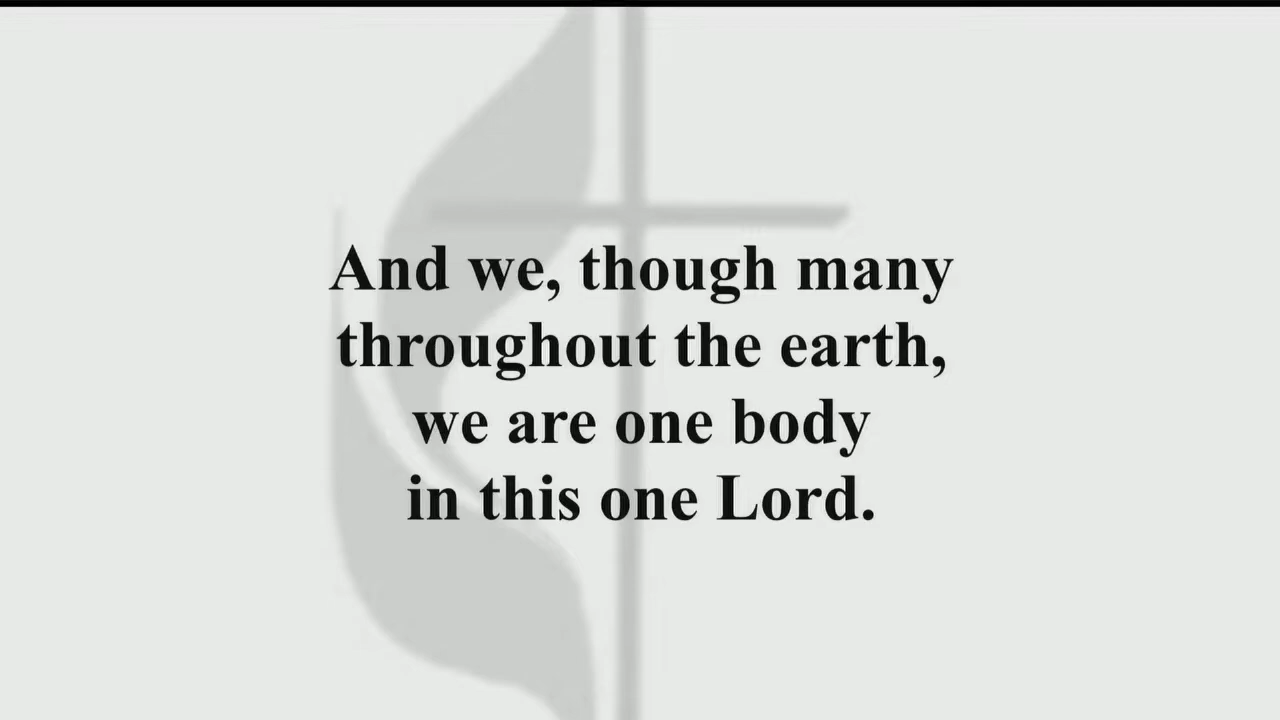 And we, though many
throughout the earth,
we are one body
in this one Lord.